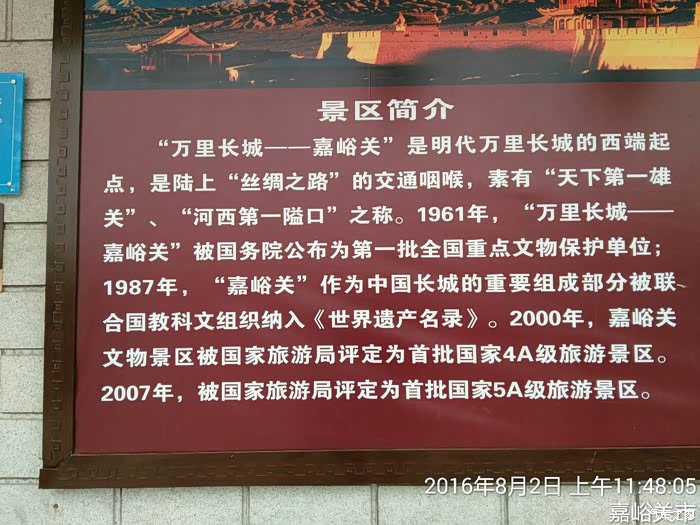 景区简介
“万里长城——嘉峪关”是明代万里长城的西端起
点，是陆上“丝绸之路”的交通咽喉，素有“天下第一雄
关”、“河西第一隘口”之称。1961年，“万里长城——
嘉峪关”被国务院公布为第一批全国重点文物保护单位；
1987年，“嘉峪关”作为中国长城的重要组成部分被联
合国教科文组织纳入《世界遗产名录》。2000年，嘉峪关
文物景区被国家旅游局评定为首批国家4A级旅游景区。
2007年，被国家旅游局评定为首批国家5A级旅游景区。
2016年8月2日 上午11:48:05
嘉峪关市